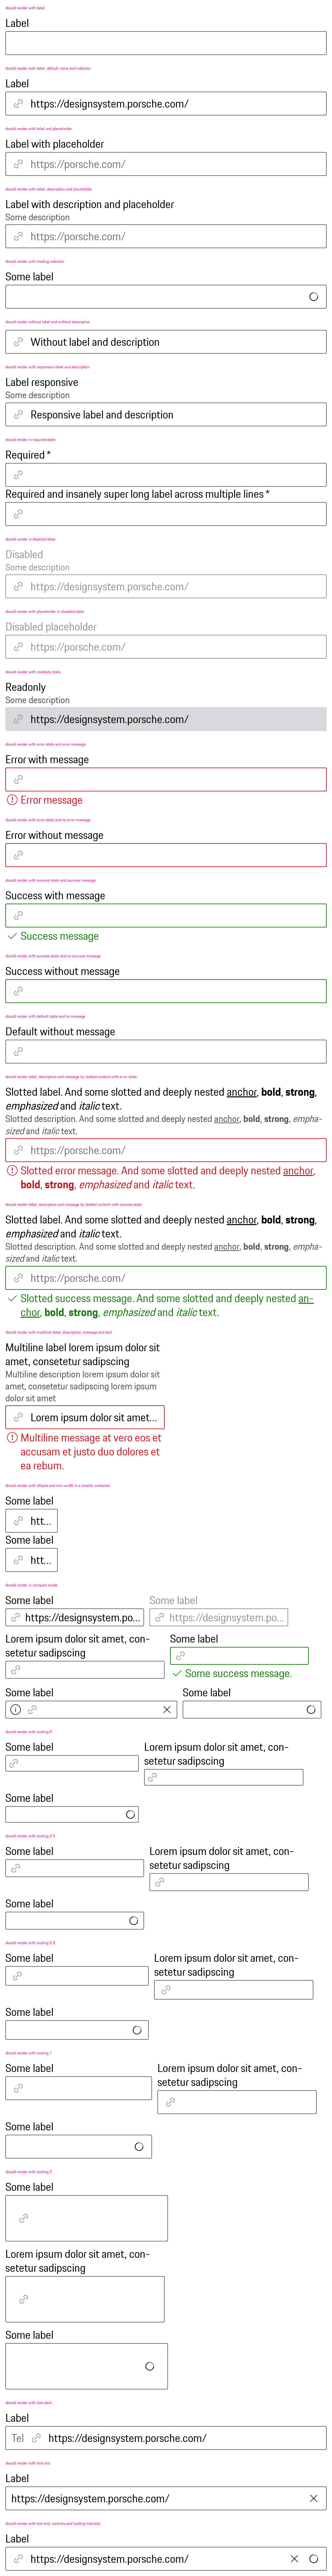 should render with label
Label
should render with label, default value and indicator
Label
https://designsystem.porsche.com/
should render with label and placeholder
Label with placeholder
https://porsche.com/
should render with label, description and placeholder
Label with description and placeholder
Some description
https://porsche.com/
should render with loading indicator
Some label
should render without label and without description
Without label and description
should render with responsive label and description
Label responsive
Some description
Responsive label and description
should render in required state
Required *
Required and insanely super long label across multiple lines *
should render in disabled state
Disabled
Some description
https://porsche.com/
should render with placeholder in disabled state
Disabled placeholder
https://porsche.com/
should render with readonly state
Readonly
Some description
https://designsystem.porsche.com/
should render with error state and error message
Error with message
Error message
should render with error state and no error message
Error without message
should render with success state and success message
Success with message
Success message
should render with success state and no success message
Success without message
should render with default state and no message
Default without message
should render label, description and message by slotted content with error state
Slotted label. And some slotted and deeply nested anchor, bold, strong,
emphasized and italic text.
Slotted description. And some slotted and deeply nested anchor, bold, strong, empha-
sized and italic text.
https://porsche.com/
Slotted error message. And some slotted and deeply nested anchor,
bold, strong, emphasized and italic text.
should render label, description and message by slotted content with success state
Slotted label. And some slotted and deeply nested anchor, bold, strong,
emphasized and italic text.
Slotted description. And some slotted and deeply nested anchor, bold, strong, empha-
sized and italic text.
https://porsche.com/
Slotted success message. And some slotted and deeply nested an-
chor, bold, strong, emphasized and italic text.
should render with multiline label, description, message and text
Multiline label lorem ipsum dolor sit
amet, consetetur sadipscing
Multiline description lorem ipsum dolor sit
amet, consetetur sadipscing lorem ipsum
dolor sit amet
Lorem ipsum dolor sit amet...
Multiline message at vero eos et
accusam et justo duo dolores et
ea rebum.
should render with ellipsis and min-width in a smaller container
Some label
htt...
Some label
htt...
should render in compact mode
Some label Some label
https://designsystem.po... https://designsystem.po...
Lorem ipsum dolor sit amet, con-
setetur sadipscing
Some label
Some success message.
Some label Some label
should render with scaling 0
Some label
Lorem ipsum dolor sit amet, con-
setetur sadipscing
Some label
should render with scaling 0.5
Some label
Lorem ipsum dolor sit amet, con-
setetur sadipscing
Some label
should render with scaling 0.8
Some label
Lorem ipsum dolor sit amet, con-
setetur sadipscing
Some label
should render with scaling 1
Some label
Lorem ipsum dolor sit amet, con-
setetur sadipscing
Some label
should render with scaling 2
Some label
Lorem ipsum dolor sit amet, con-
setetur sadipscing
Some label
should render with slot start
Label
Tel https://designsystem.porsche.com/
should render with slot end
Label
https://designsystem.porsche.com/
should render with slot end, controls and loading indicator
Label
https://designsystem.porsche.com/